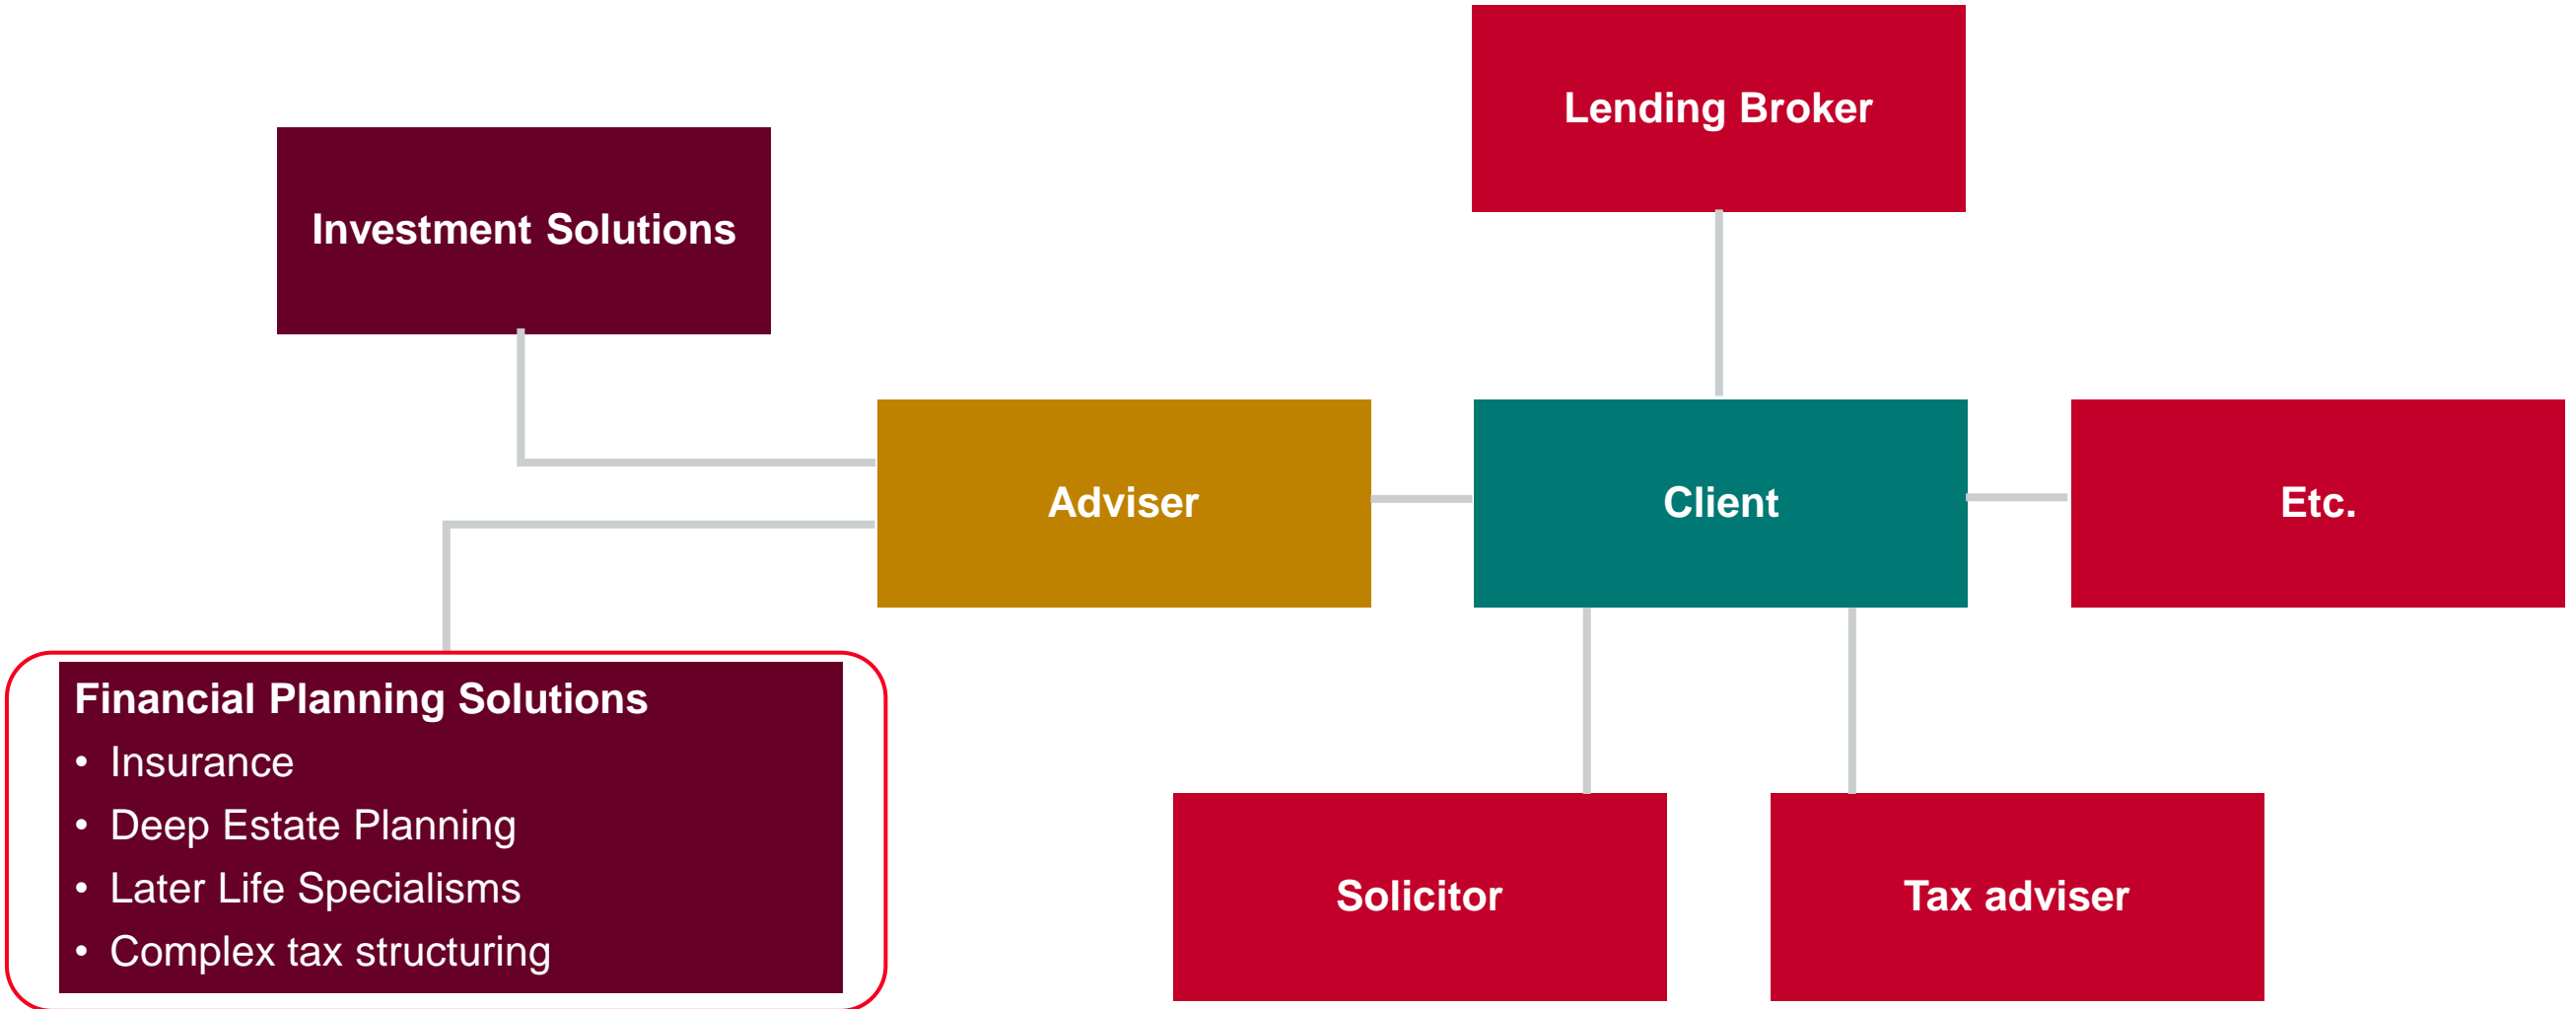 Lending Broker
Investment Solutions
Adviser
Client
Etc.
Financial Planning Solutions
• Insurance
• Deep Estate Planning
• Later Life Specialisms
• Complex tax structuring
Solicitor
Tax adviser